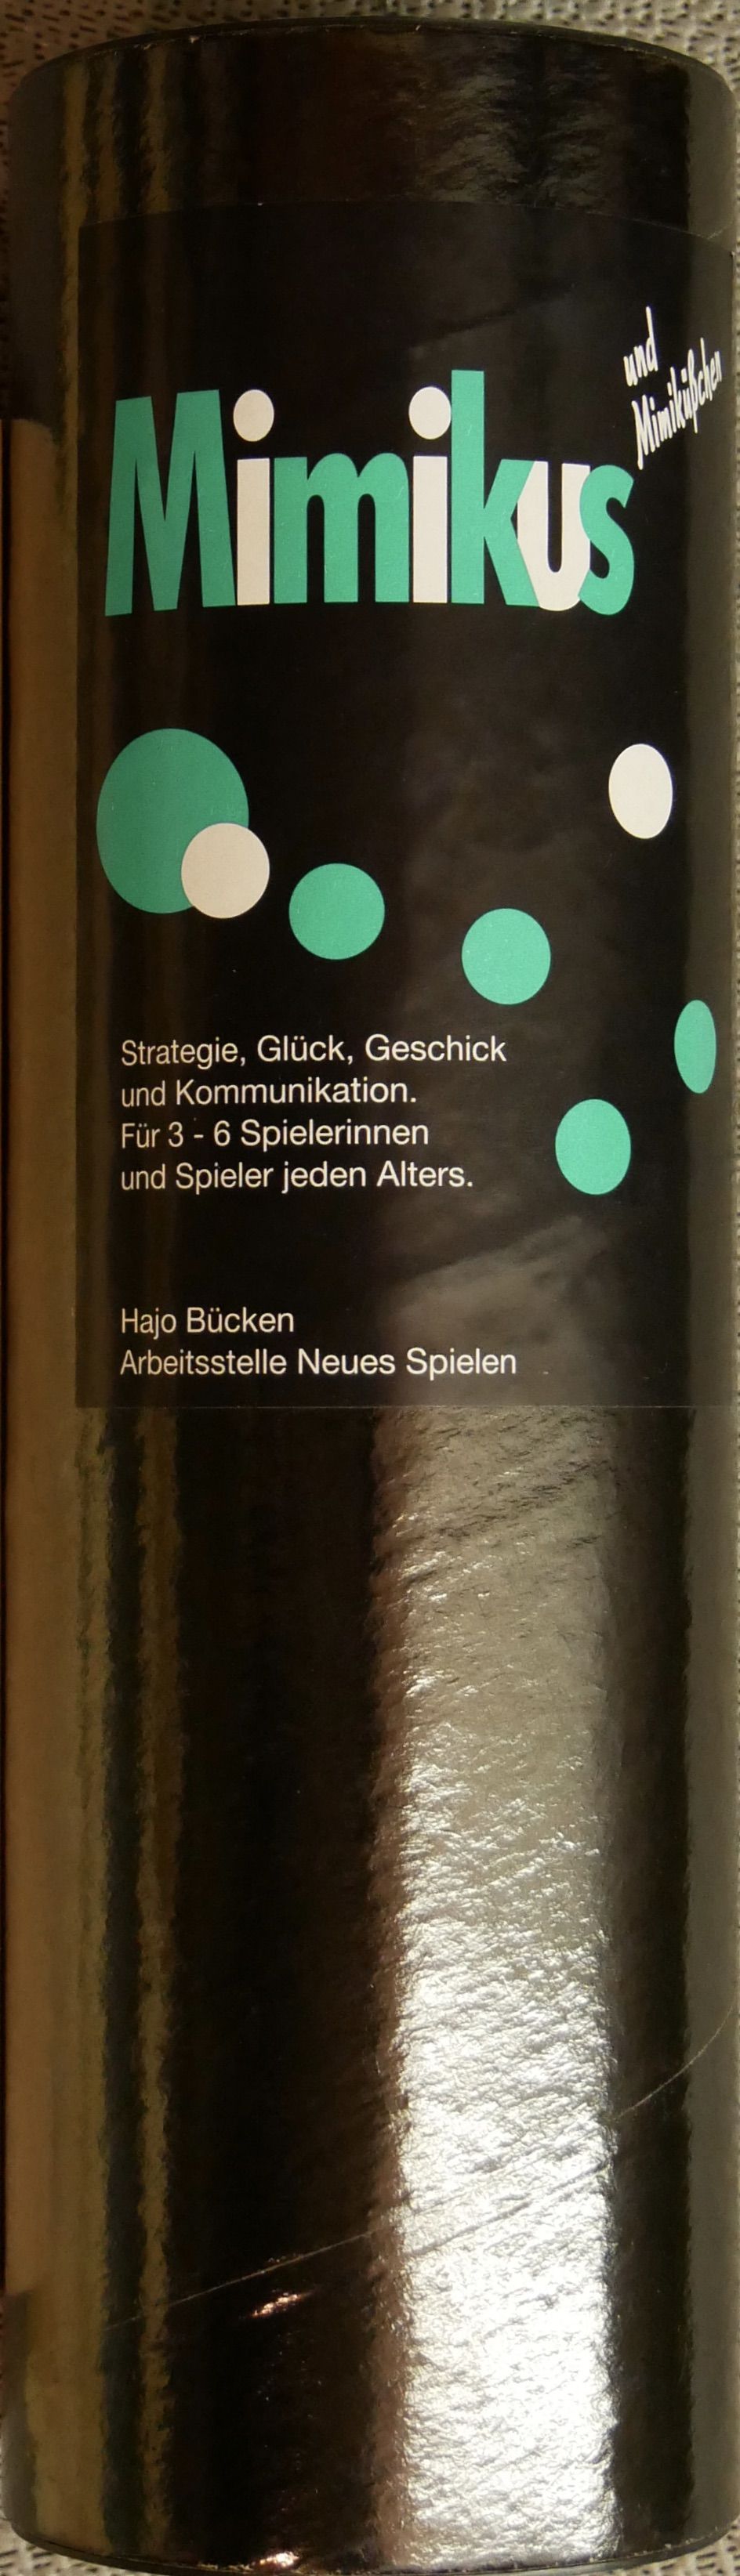 Mimikus
und
Mimiküßchen
Strategie, Glück, Geschick
und Kommunikation.
Für 3 - 6 Spielerinnen
und Spieler jeden Alters.
Hajo Bücken
Arbeitsstelle Neues Spielen